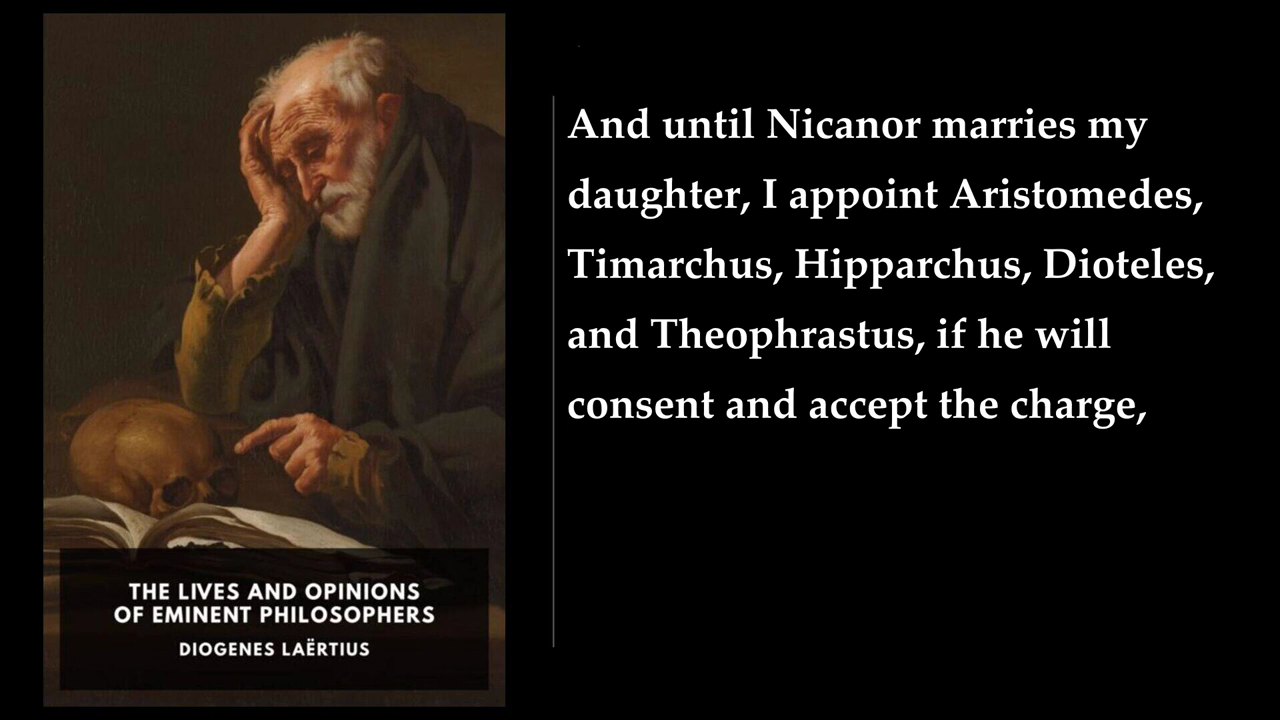 And until Nicanor marries my
daughter, I appoint Aristomedes,
Timarchus, Hipparchus, Dioteles,
and Theophrastus, if he will
consent and accept the charge,
THE LIVES AND OPINIONS
OF EMINENT PHILOSOPHERS
DIOGENES LAËRTIUS